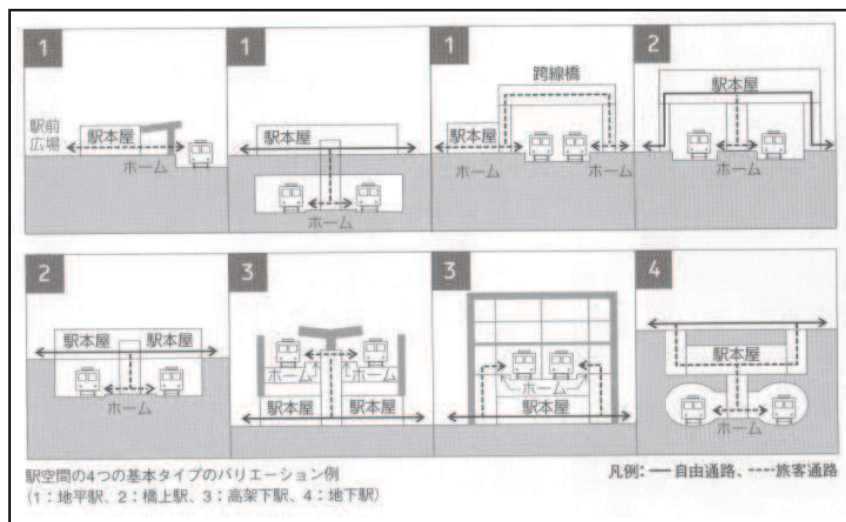 1
駅前
広場
駅本屋
ホーム
1
駅本屋
ホーム
1
跨線橋
駅本屋
ホーム
ホーム
2
駅本屋
ホーム
2
駅本屋
駅本屋
ホーム
3
ホーム
ホーム
駅本屋
駅本屋
3
ホーム
駅本屋
4
駅本屋
ホーム
駅空間の4つの基本タイプのバリエーション例
(1:地平駅、2:橋上駅、3:高架下駅、4:地下駅)
凡例:━自由通路、----旅客通路